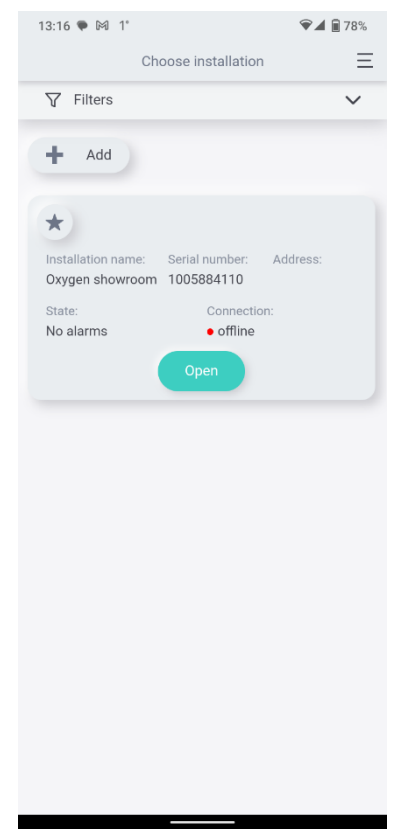 13:16 1° 78%
Choose installation
Filters
Add
Installation name: Serial number: Address:
Oxygen showroom 1005884110
State: Connection:
No alarms offline
Open